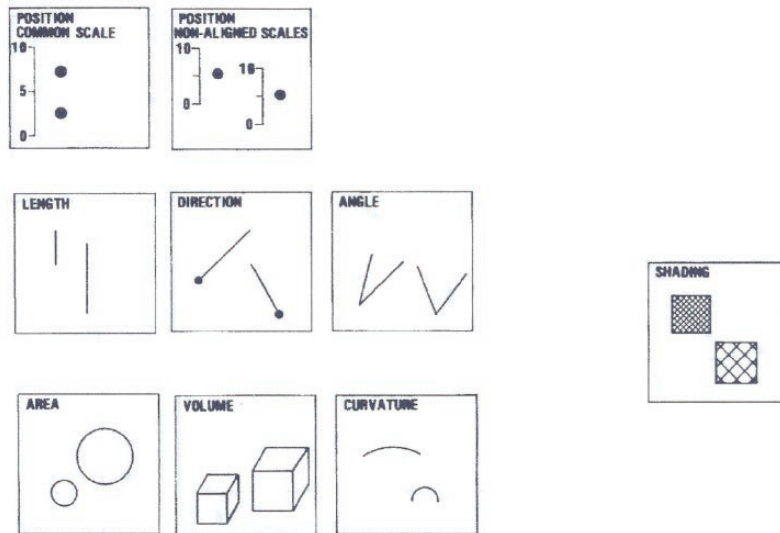 POSITION
COMMON SCALE
10
5
0
POSITION
NON-ALIGNED SCALES
10
0
10
0
LENGTH
DIRECTION
ANGLE
SHADING
AREA
VOLUME
CURVATURE